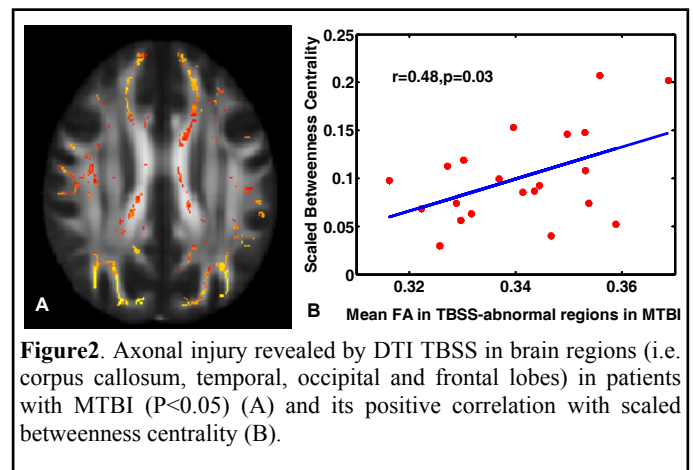 A
0.25
0.2
0.15
0.1
0.05
0
Scaled Betweenness Centrality
r=0.48,p=0.03
0.32 0.34 0.36
B Mean FA in TBSS-abnormal regions in MTBI
Figure2. Axonal injury revealed by DTI TBSS in brain regions (i.e.
corpus callosum, temporal, occipital and frontal lobes) in patients
with MTBI (P<0.05) (A) and its positive correlation with scaled
betweenness centrality (B).